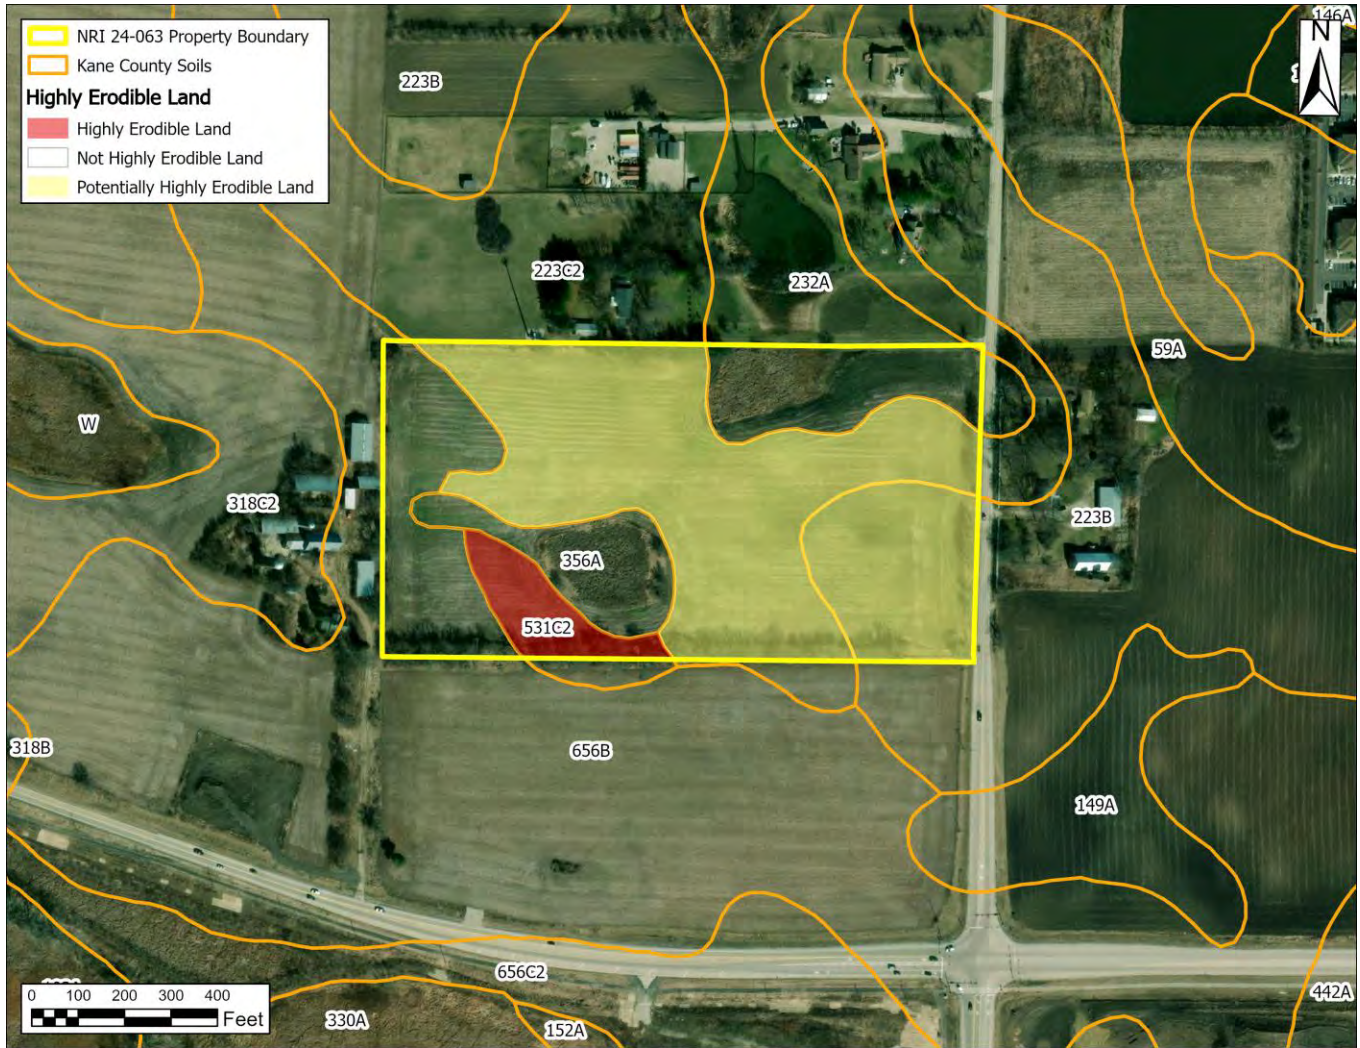 NRI 24-063 Property Boundary
Kane County Soils
Highly Erodible Land
Highly Erodible Land
Not Highly Erodible Land
Potentially Highly Erodible Land
146A
N
223B
223C2
232A
59A
W
318C2
223B
356A
531C2
318B
656B
149A
656C2
442A
330A
152A
0 100 200 300 400
Feet